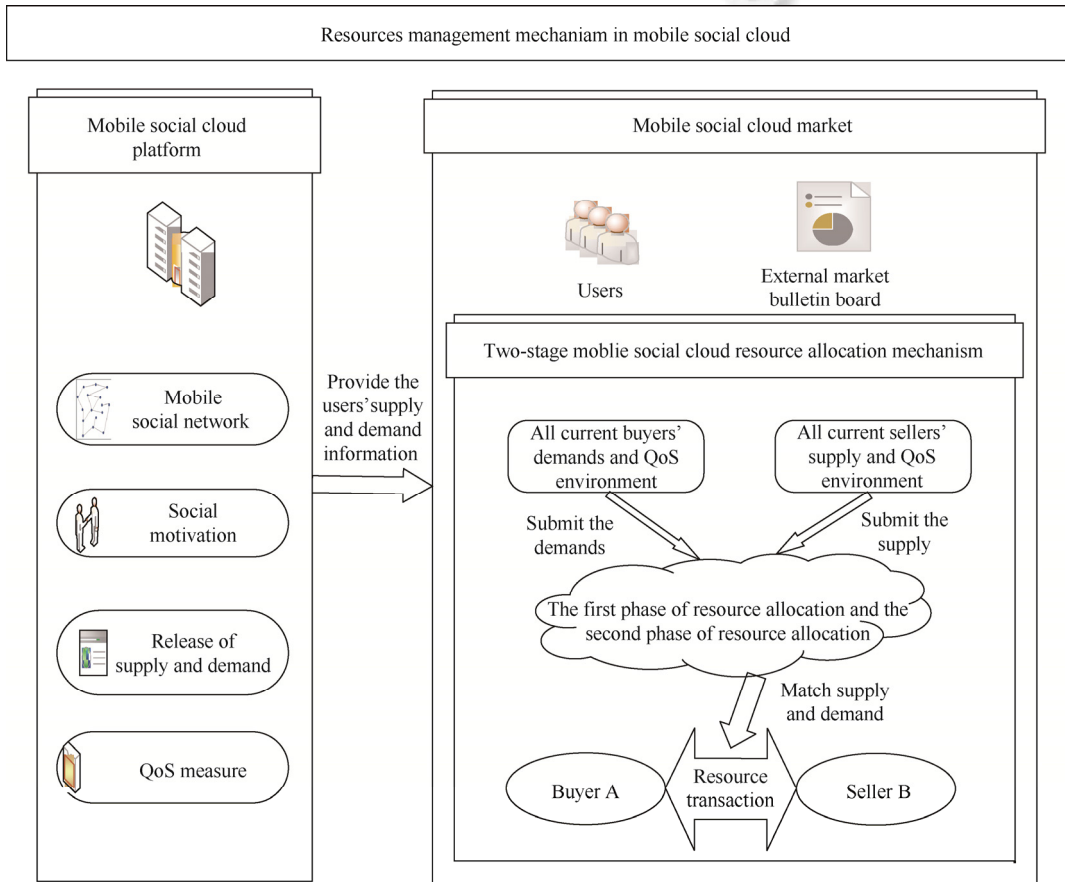 Resources management mechaniam in mobile social cloud
Mobile social cloud
platform
Mobile
social network
Social
motivation
Release of
supply and demand
QoS measure
Provide the
users'supply
and demand
information
Mobile social cloud market
Users
External market
bulletin board
Two-stage moblie social cloud resource allocation mechanism
All current buyers'
demands and QoS
environment
All current sellers'
supply and QoS
environment
Submit the
demands
Submit the
supply
The first phase of resource allocation and the
second phase of resource allocation
Match supply
and demand
Buyer A
Resource
transaction
Seller B